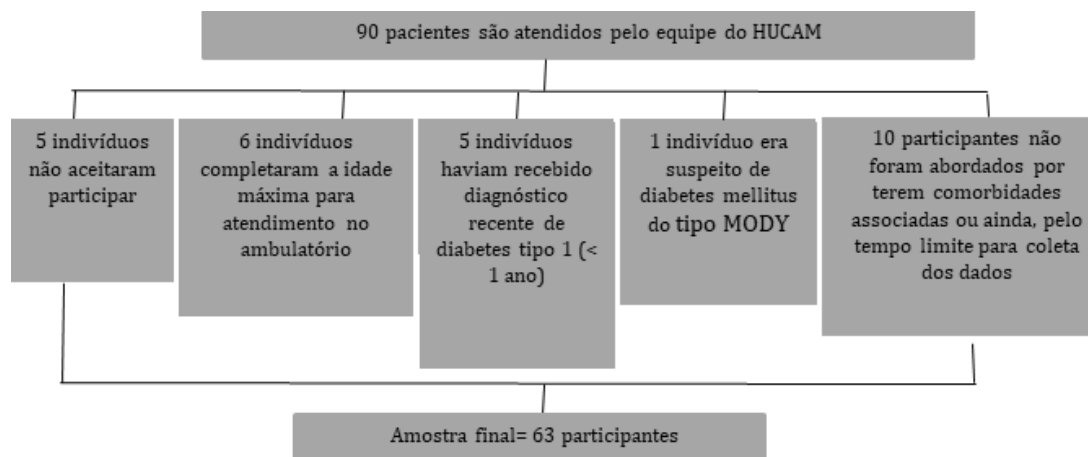 90 pacientes são atendidos pelo equipe do HUCAM
5 indivíduos
não aceitaram
participar
6 indivíduos
completaram a idade
máxima para
atendimento no
ambulatório
5 indivíduos
haviam recebido
diagnóstico
recente de
diabetes tipo 1 (<
1 ano)
1 indivíduo era
suspeito de
diabetes mellitus
do tipo MODY
10 participantes não
foram abordados por
terem comorbidades
associadas ou ainda, pelo
tempo limite para coleta
dos dados
Amostra final= 63 participantes